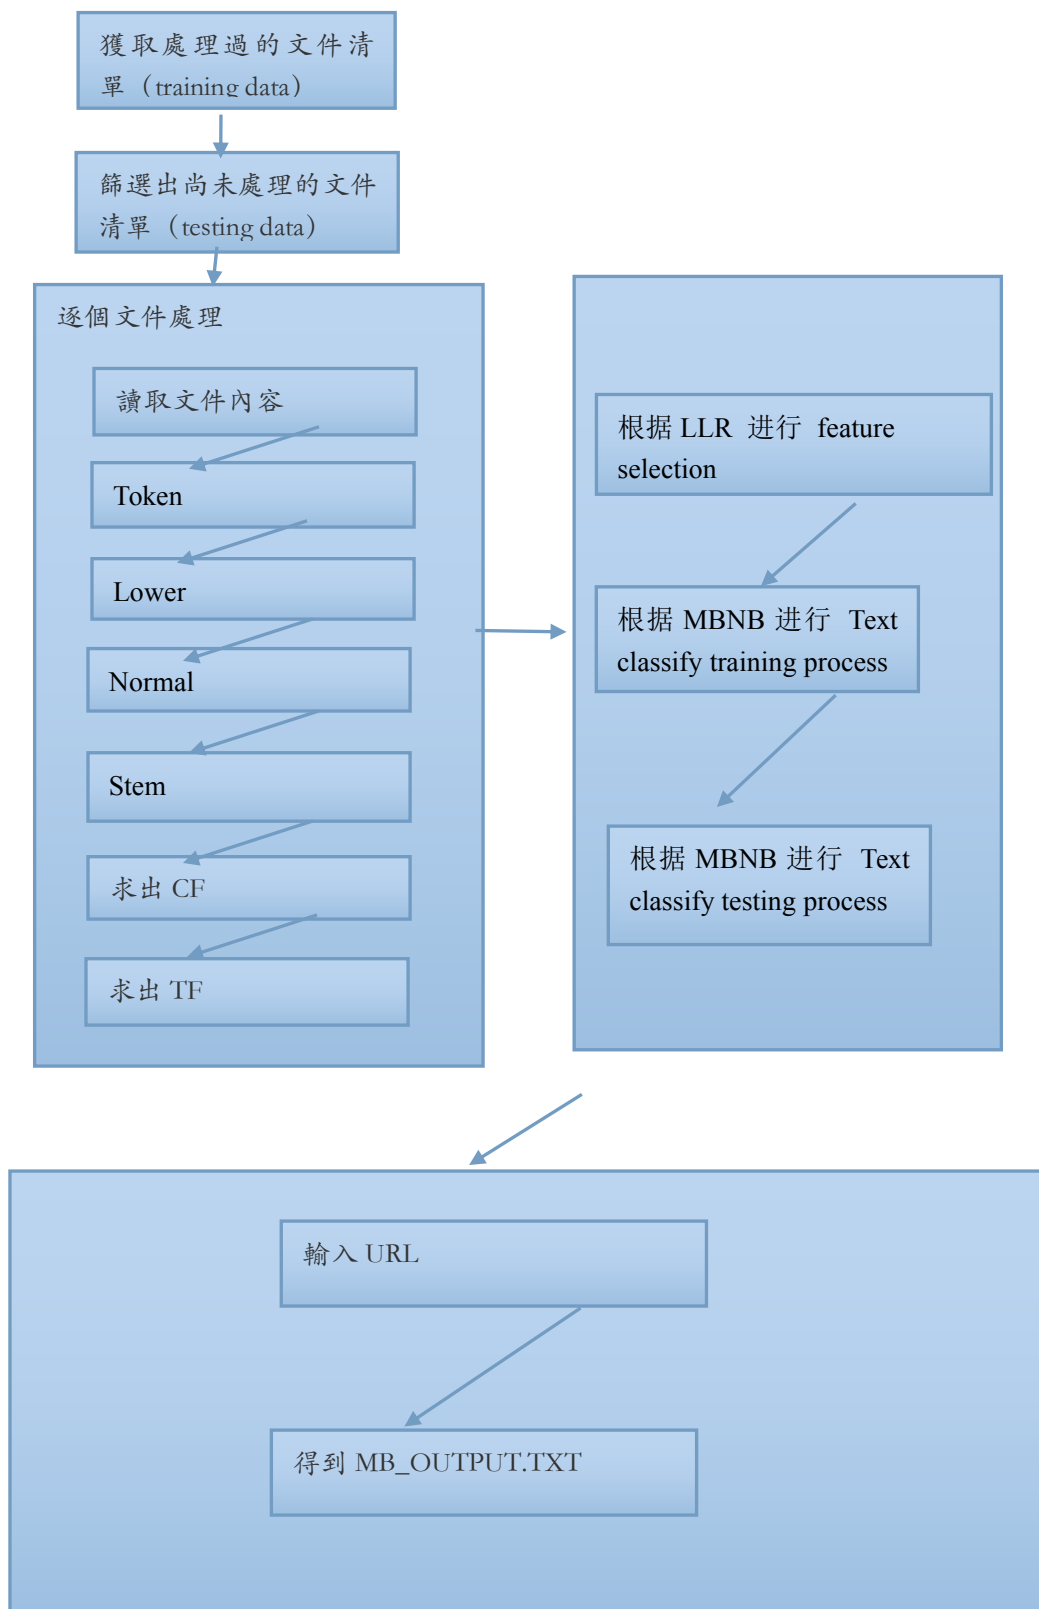 獲取處理過的文件清
單（training data）
篩選出尚未處理的文件
清單（testing data）
逐個文件處理
讀取文件內容
Token
Lower
Normal
Stem
求出 CF
求出 TF
根据 LLR 进行 feature
selection
根据 MBNB 进行 Text
classify training process
根据 MBNB 进行 Text
classify testing process
輸入 URL
得到 MB_OUTPUT.TXT